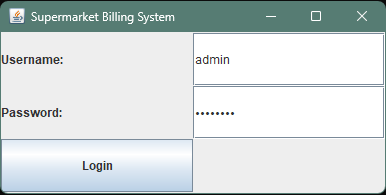 Supermarket Billing System
Username: admin
Password: ••••••••
Login